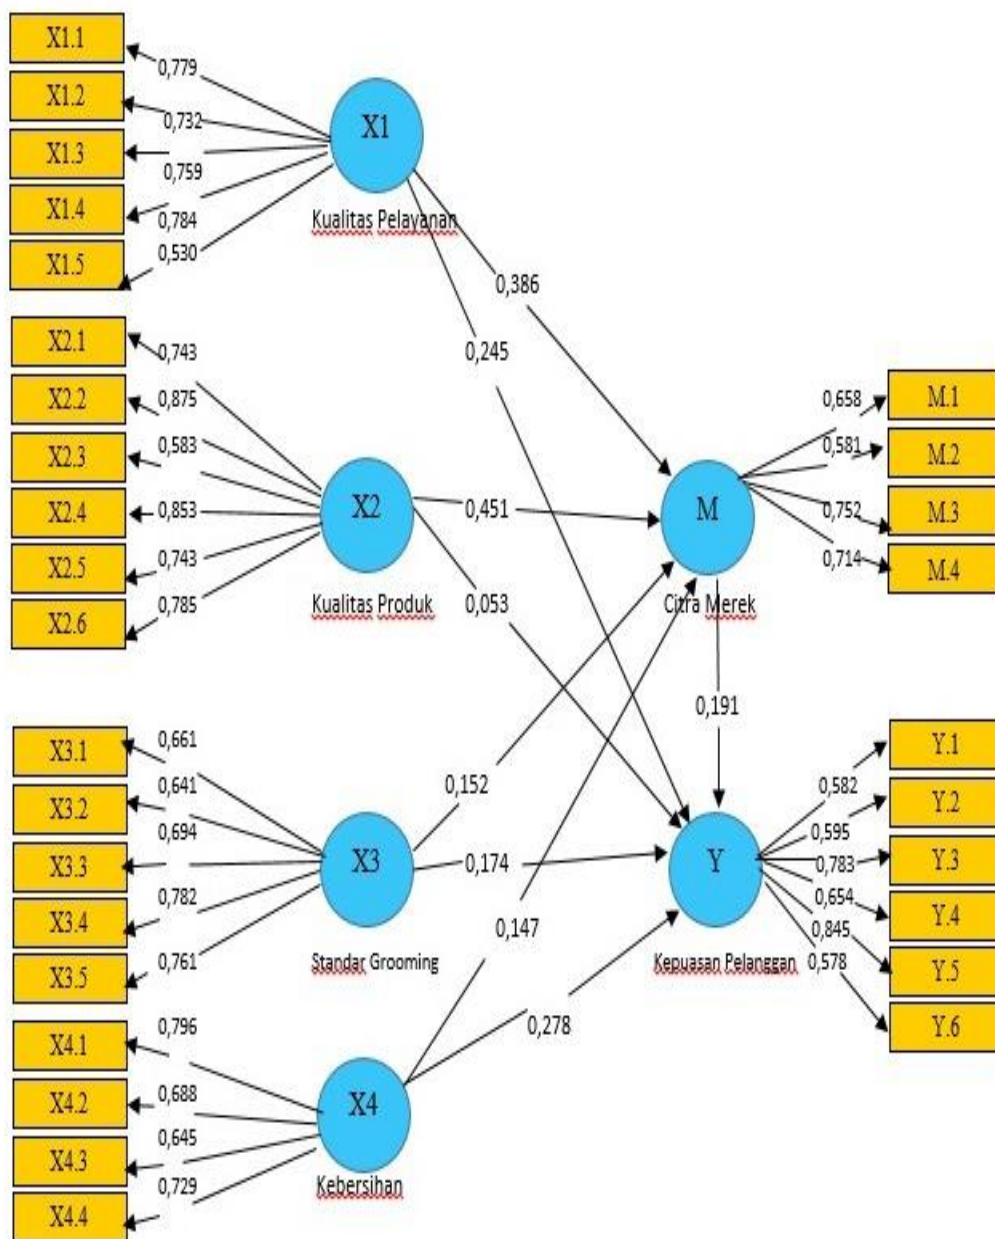 X1.1
0,779
X1.2
0,732
X1.3
0,759
X1.4
0,784
X1.5
0,530
X1
Kualitas Pelayanan
0,386
0,245
X2.1
0,743
X2.2
0,875
X2.3
0,583
X2.4
0,853
X2.5
0,743
X2.6
0,785
X2
Kualitas Produk
0,451
0,053
M
Citra Merek
0,658
M.1
0,581
M.2
0,752
M.3
0,714
M.4
0,191
X3.1
0,661
X3.2
0,641
X3.3
0,694
X3.4
0,782
X3.5
0,761
X3
Standar Grooming
0,152
0,174
Y
Kepuasan Pelanggan
0,582
Y.1
0,595
Y.2
0,783
Y.3
0,654
Y.4
0,845
Y.5
0,578
Y.6
X4.1
0,796
X4.2
0,688
X4.3
0,645
X4.4
0,729
X4
Kebersihan
0,147
0,278